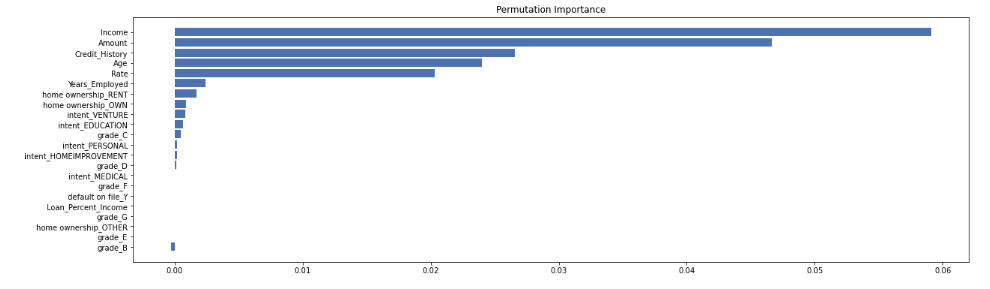 Permutation Importance
Income
Amount
Credit_History
Age
Rate
Years_Employed
home ownership_RENT
home ownership_OWN
intent_VENTURE
intent_EDUCATION
grade_C
intent_PERSONAL
intent_HOMEIMPROVEMENT
grade_D
intent_MEDICAL
grade_F
default on file_Y
Loan_Percent_Income
grade_G
home ownership_OTHER
grade_E
grade_B
0.00 0.01 0.02 0.03 0.04 0.05 0.06